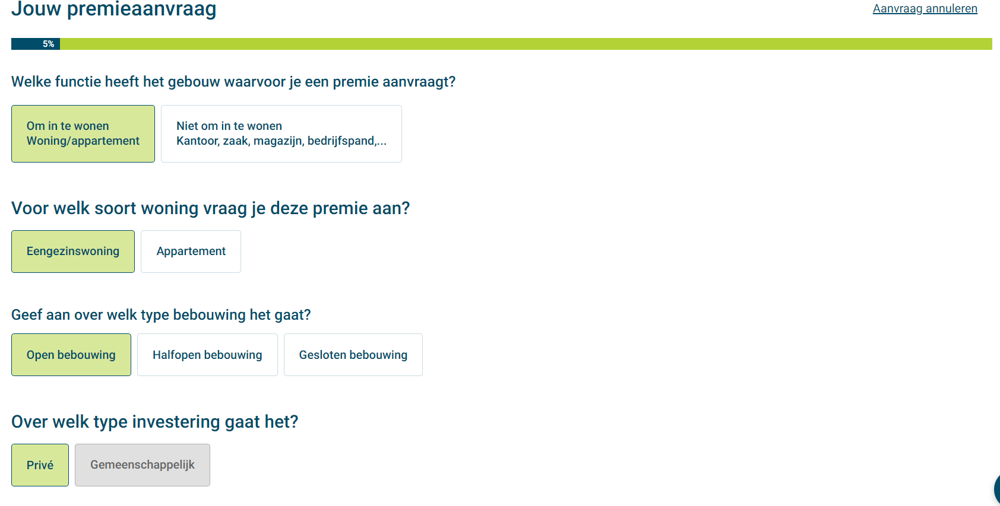 Jouw premieaanvraag
Aanvraag annuleren
5%
Welke functie heeft het gebouw waarvoor je een premie aanvraagt?
Om in te wonen
Woning/appartement
Niet om in te wonen
Kantoor, zaak, magazijn, bedrijfspand,...
Voor welk soort woning vraag je deze premie aan?
Eengezinswoning
Appartement
Geef aan over welk type bebouwing het gaat?
Open bebouwing
Halfopen bebouwing
Gesloten bebouwing
Over welk type investering gaat het?
Privé
Gemeenschappelijk